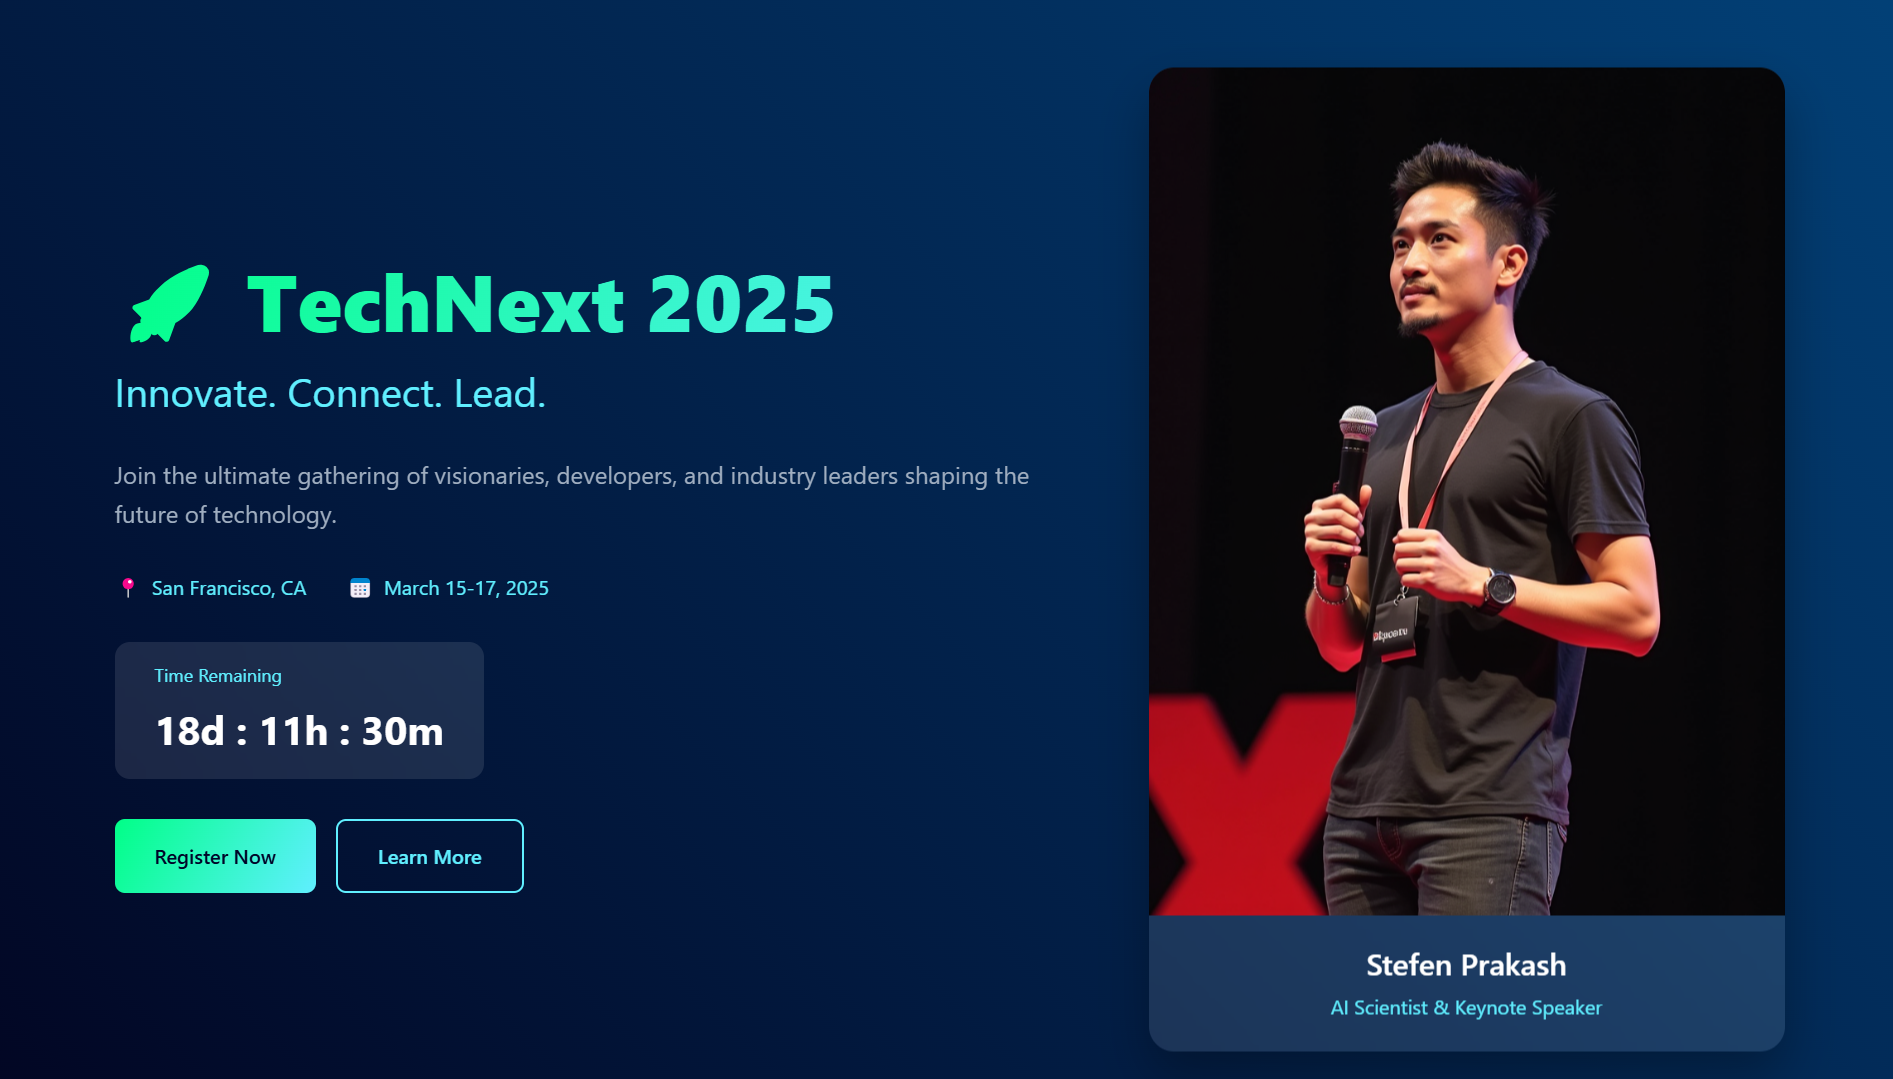 TechNext 2025
Innovate. Connect. Lead.
Join the ultimate gathering of visionaries, developers, and industry leaders shaping the
future of technology.
San Francisco, CA
March 15-17, 2025
Time Remaining
18d : 11h : 30m
Register Now
Learn More
X
Stefen Prakash
AI Scientist & Keynote Speaker